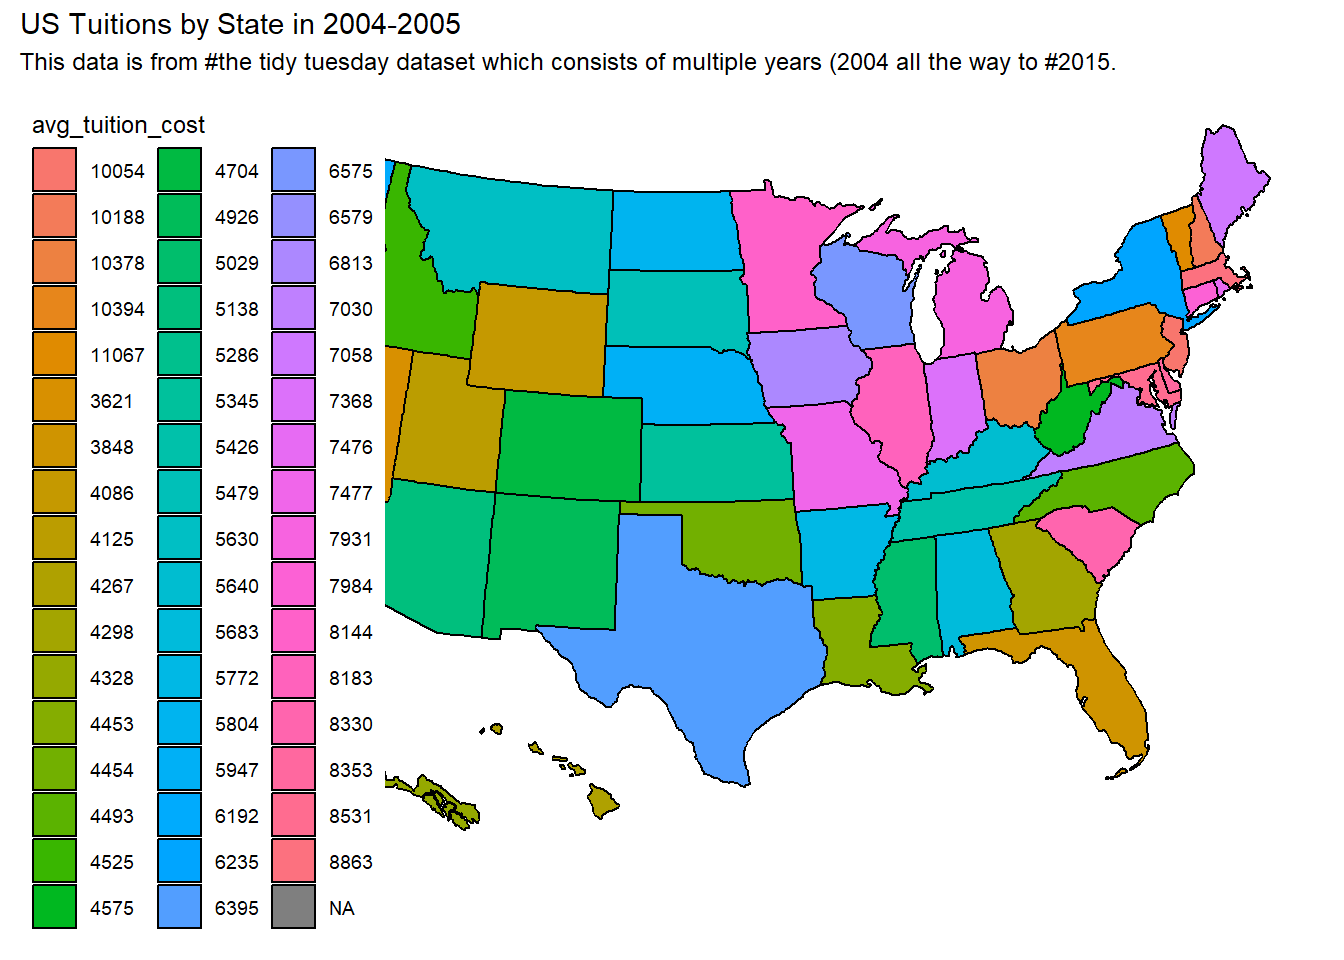 US Tuitions by State in 2004-2005
This data is from #the tidy tuesday dataset which consists of multiple years (2004 all the way to #2015.
avg_tuition_cost
10054 4704 6575
10188 4926 6579
10378 5029 6813
10394 5138 7030
11067 5286 7058
3621 5345 7368
3848 5426 7476
4086 5479 7477
4125 5630 7931
4267 5640 7984
4298 5683 8144
4328 5772 8183
4453 5804 8330
4454 5947 8353
4493 6192 8531
4525 6235 8863
4575 6395 NA